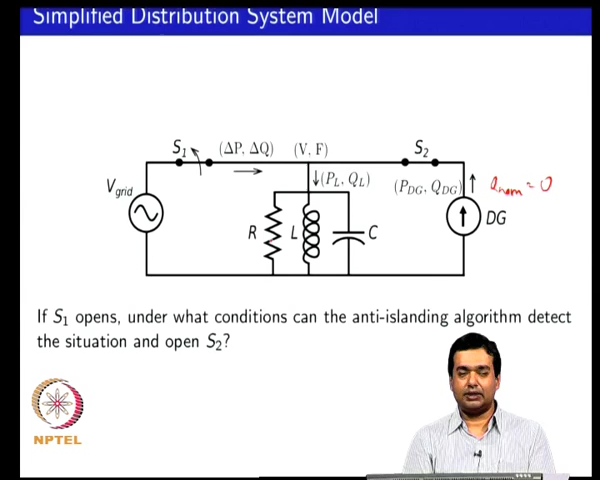 Simplified Distribution System Model
S1 (ΔP, ΔQ) (V, F) S2
Vgrid (PL, QL) (PDG, QDG) Qnom = 0
R L C DG
If S1 opens, under what conditions can the anti-islanding algorithm detect
the situation and open S2?
NPTEL